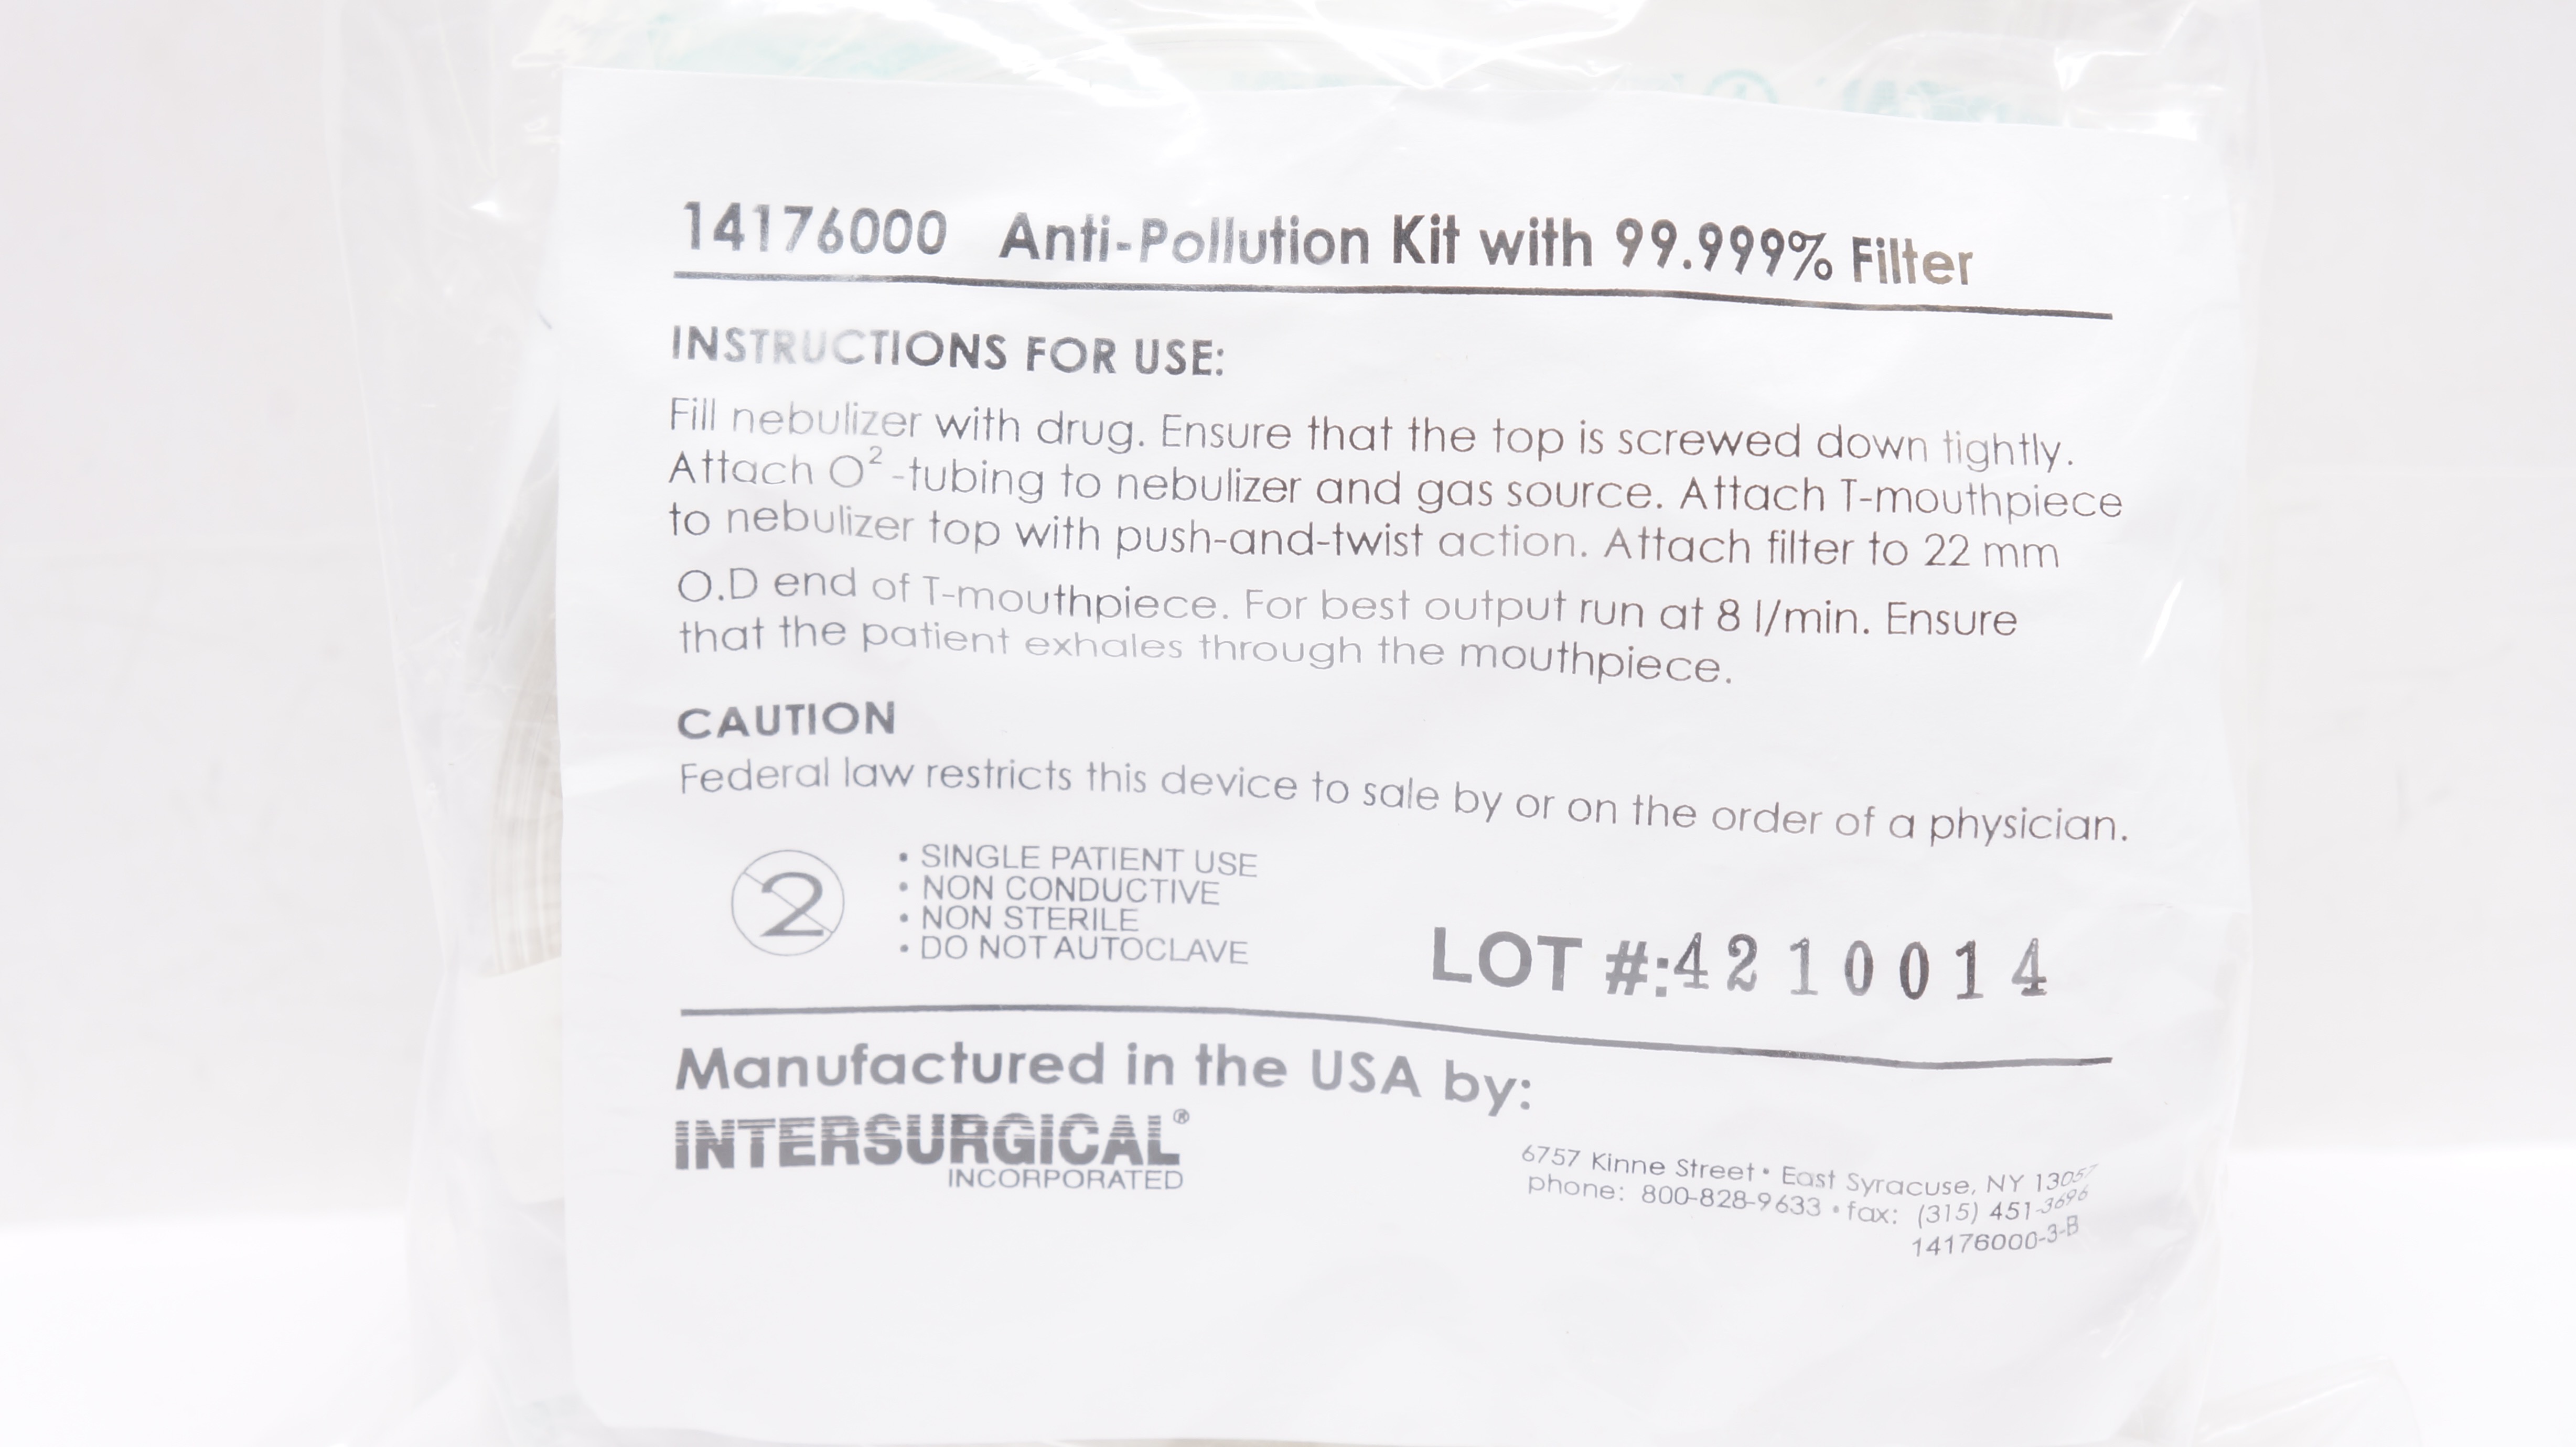 14176000 Anti-Pollution Kit with 99.999% Filter
INSTRUCTIONS FOR USE:
Fill nebulizer with drug. Ensure that the top is screwed down tightly.
Attach O² -tubing to nebulizer and gas source. Attach T-mouthpiece
to nebulizer top with push-and-twist action. Attach filter to 22 mm
O.D end of T-mouthpiece. For best output run at 8 l/min. Ensure
that the patient exhales through the mouthpiece.
CAUTION
Federal law restricts this device to sale by or on the order of a physician.
2
• SINGLE PATIENT USE
• NON CONDUCTIVE
• NON STERILE
• DO NOT AUTOCLAVE
LOT #:4210014
Manufactured in the USA by:
INTERSURGICAL®
INCORPORATED
6757 Kinne Street • East Syracuse, NY 13057
phone: 800-828-9633 • fax: (315) 451-3696
14176000-3-B